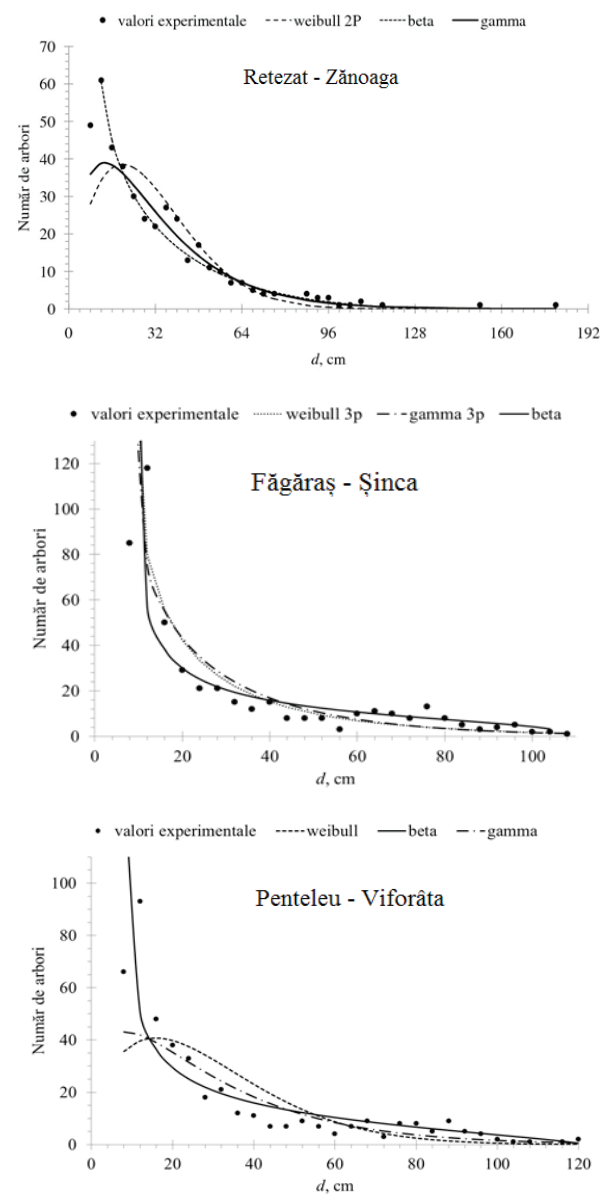 valori experimentale weibull 2P beta gamma
Retezat - Zănoaga
Număr de arbori
70
60
50
40
30
20
10
0
0 32 64 96 128 160 192
d, cm
valori experimentale weibull 3p gamma 3p beta
Făgăraș - Șinca
Număr de arbori
120
100
80
60
40
20
0
0 20 40 60 80 100
d, cm
valori experimentale weibull beta gamma
Penteleu - Viforâta
Număr de arbori
100
80
60
40
20
0
0 20 40 60 80 100 120
d, cm